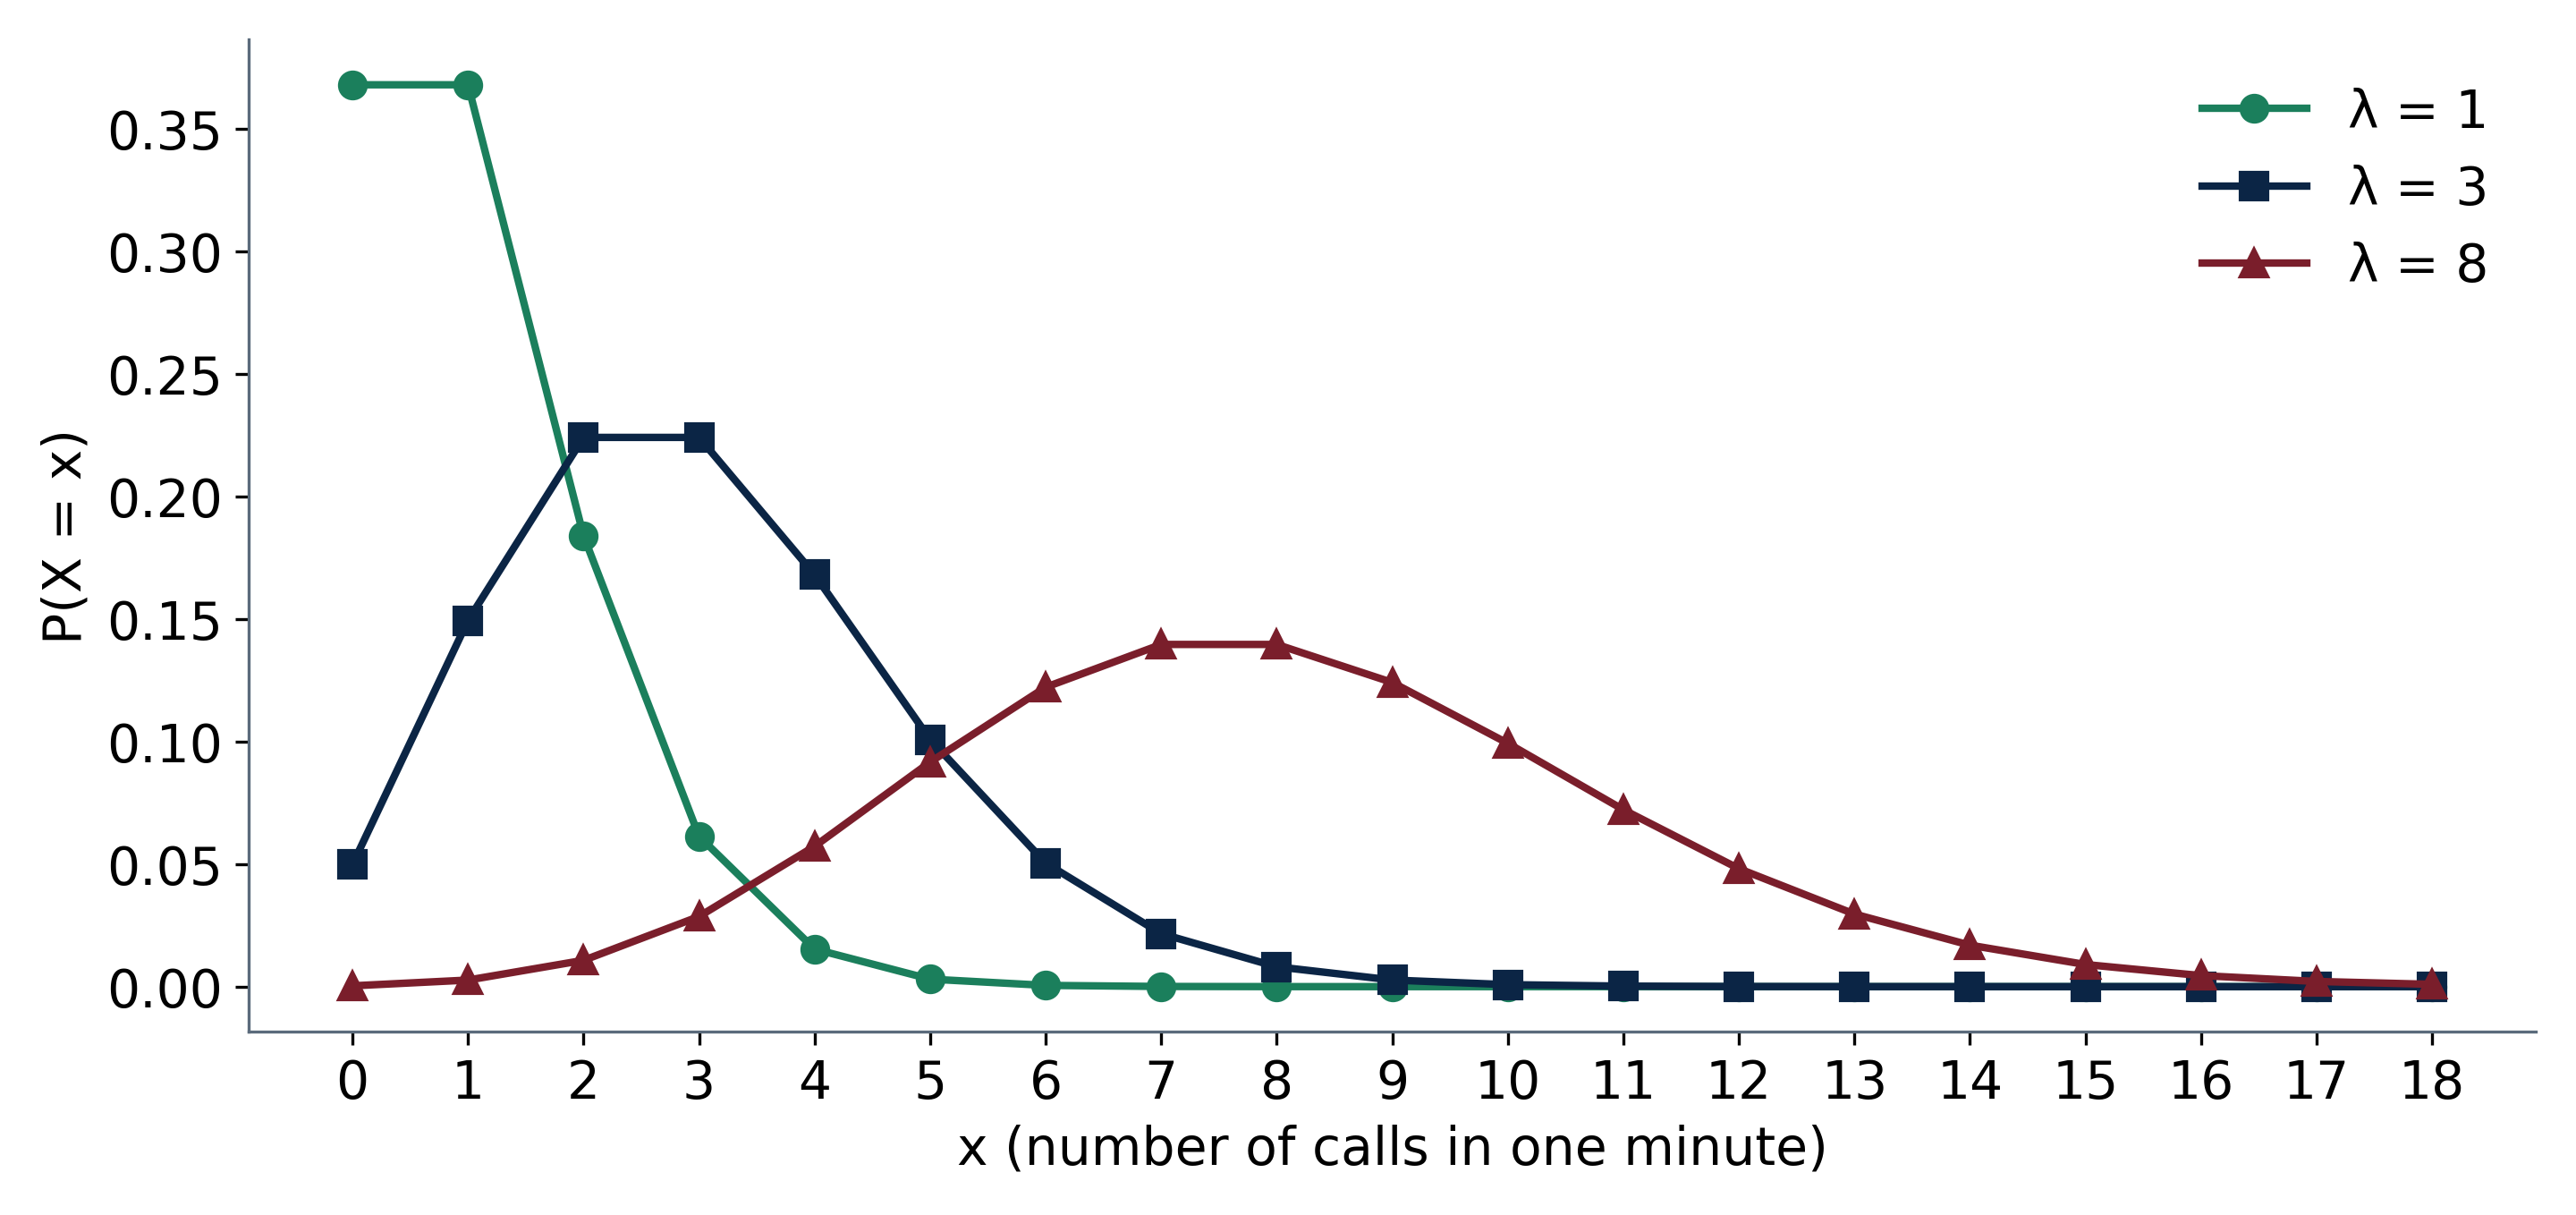 P(X = x)
0.35
0.30
0.25
0.20
0.15
0.10
0.05
0.00
λ = 1
λ = 3
λ = 8
0 1 2 3 4 5 6 7 8 9 10 11 12 13 14 15 16 17 18
x (number of calls in one minute)